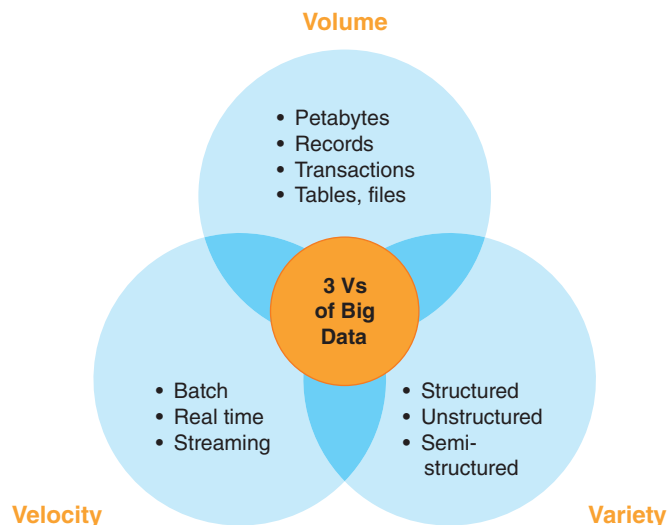 Volume
• Petabytes
• Records
• Transactions
• Tables, files
3 Vs
of Big
Data
• Batch
• Real time
• Streaming
• Structured
• Unstructured
• Semi-
structured
Velocity
Variety